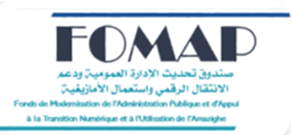 FOMAP
صندوق تحديث الإدارة العمومية ودعم
الانتقال الرقمي واستعمال الأمازيغية
Fonds de Modernisation de l'Administration Publique et d'Appui
à la Transition Numérique et à l'Utilisation de l'Amazighe